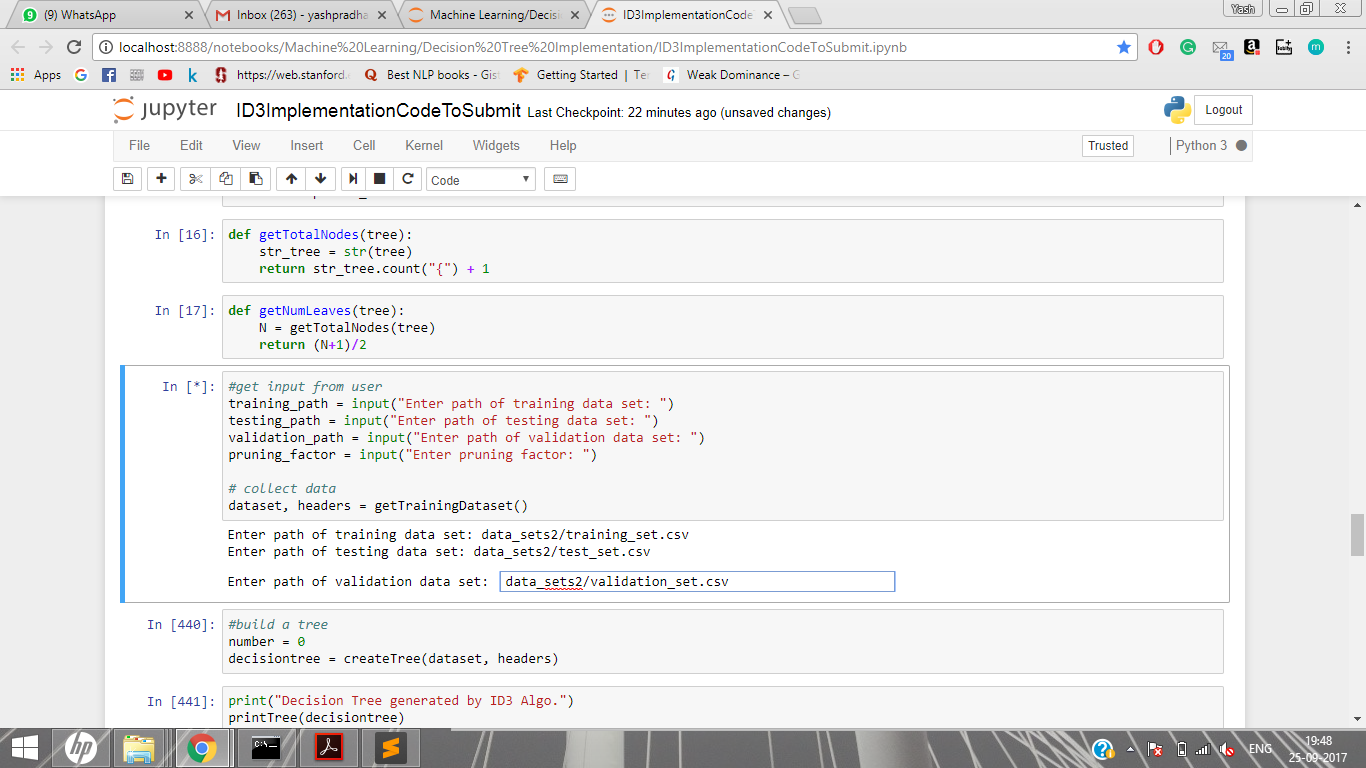 (9) WhatsApp
Inbox (263) - yashpradha
Machine Learning/Decisi
ID3ImplementationCode
Yash
localhost:8888/notebooks/Machine%20Learning/Decision%20Tree%20Implementation/ID3ImplementationCodeToSubmit.ipynb
20
Apps
https://web.stanford.
Best NLP books - Gis
Getting Started | Te
Weak Dominance – G
jupyter ID3ImplementationCodeToSubmit Last Checkpoint: 22 minutes ago (unsaved changes)
Logout
File Edit View Insert Cell Kernel Widgets Help
Trusted
Python 3
Code
In [16]: def getTotalNodes(tree):
str_tree = str(tree)
return str_tree.count("{") + 1
In [17]: def getNumLeaves(tree):
N = getTotalNodes(tree)
return (N+1)/2
In [*]: #get input from user
training_path = input("Enter path of training data set: ")
testing_path = input("Enter path of testing data set: ")
validation_path = input("Enter path of validation data set: ")
pruning_factor = input("Enter pruning factor: ")
# collect data
dataset, headers = getTrainingDataset()
Enter path of training data set: data_sets2/training_set.csv
Enter path of testing data set: data_sets2/test_set.csv
Enter path of validation data set: data_sets2/validation_set.csv
In [440]: #build a tree
number = 0
decisiontree = createTree(dataset, headers)
In [441]: print("Decision Tree generated by ID3 Algo.")
printTree(decisiontree)
hp
C:\_
ENG
19:48
25-09-2017